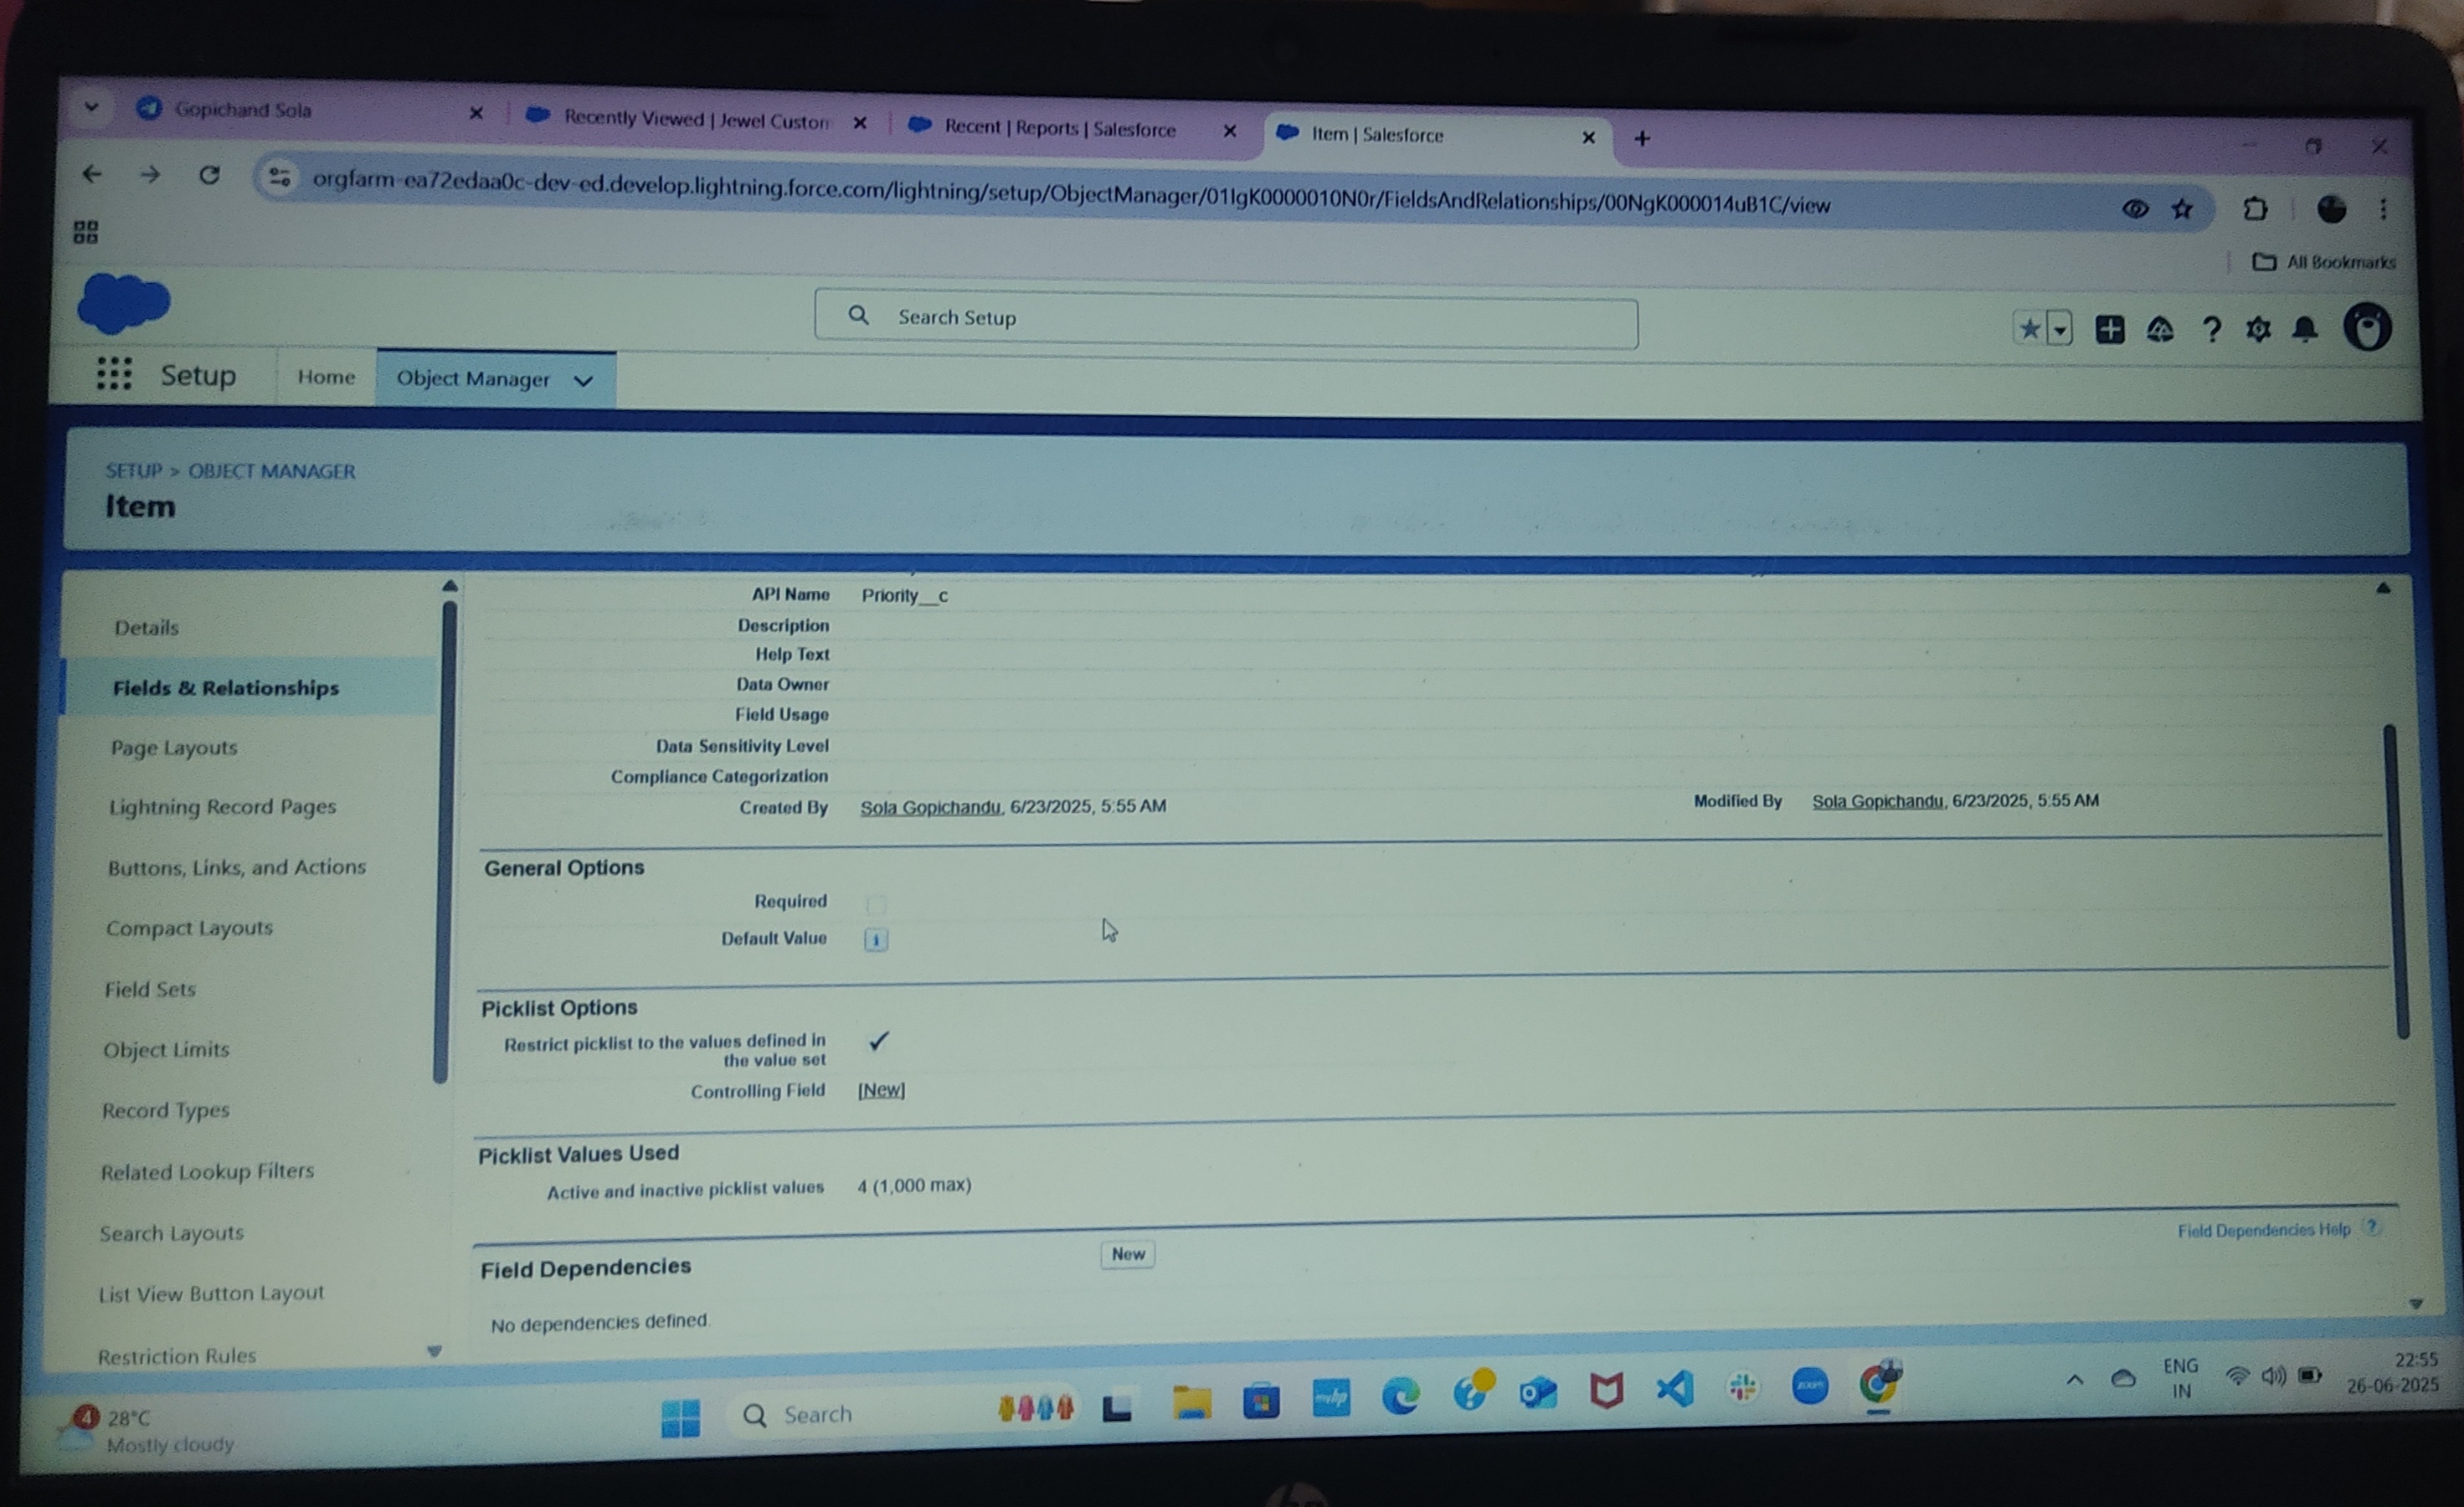 Gopichand Sola
Recently Viewed | Jewel Custon
Recent | Reports | Salesforce
Item | Salesforce
orgfarm-ea72edaa0c-dev-ed.develop.lightning.force.com/lightning/setup/ObjectManager/01IgK0000010N0r/FieldsAndRelationships/00NgK000014uB1C/view
All Bookmarks
Search Setup
Setup
Home
Object Manager
SETUP > OBJECT MANAGER
Item
Details
Fields & Relationships
Page Layouts
Lightning Record Pages
Buttons, Links, and Actions
Compact Layouts
Field Sets
Object Limits
Record Types
Related Lookup Filters
Search Layouts
List View Button Layout
Restriction Rules
API Name Priority__c
Description
Help Text
Data Owner
Field Usage
Data Sensitivity Level
Compliance Categorization
Created By Sola Gopichandu, 6/23/2025, 5:55 AM
Modified By Sola Gopichandu, 6/23/2025, 5:55 AM
General Options
Required
Default Value
Picklist Options
Restrict picklist to the values defined in
the value set
Controlling Field [New]
Picklist Values Used
Active and inactive picklist values 4 (1,000 max)
Field Dependencies
New
Field Dependencies Help ?
No dependencies defined.
4
28°C
Mostly cloudy
Search
myhp
zoom
ENG
IN
22:55
26-06-2025
hp